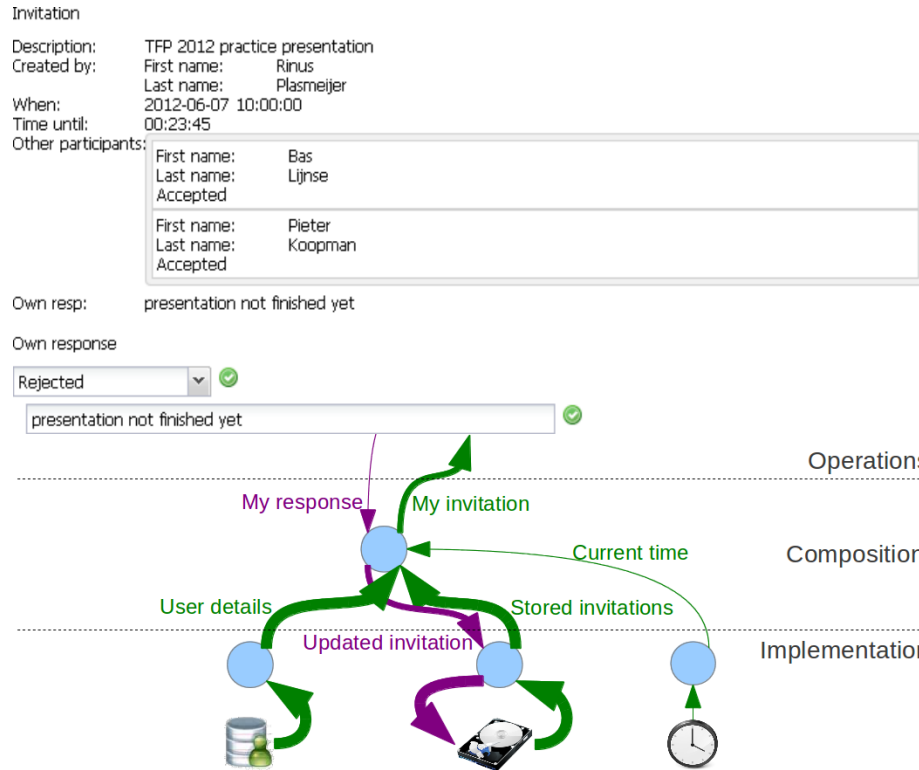 Invitation
Description: TFP 2012 practice presentation
Created by: First name: Rinus
Last name: Plasmeijer
When: 2012-06-07 10:00:00
Time until: 00:23:45
Other participants:
First name: Bas
Last name: Lijnse
Accepted
First name: Pieter
Last name: Koopman
Accepted
Own resp: presentation not finished yet
Own response
Rejected
presentation not finished yet
Operations
My response My invitation
Current time Composition
User details Stored invitations
Updated invitation Implementation